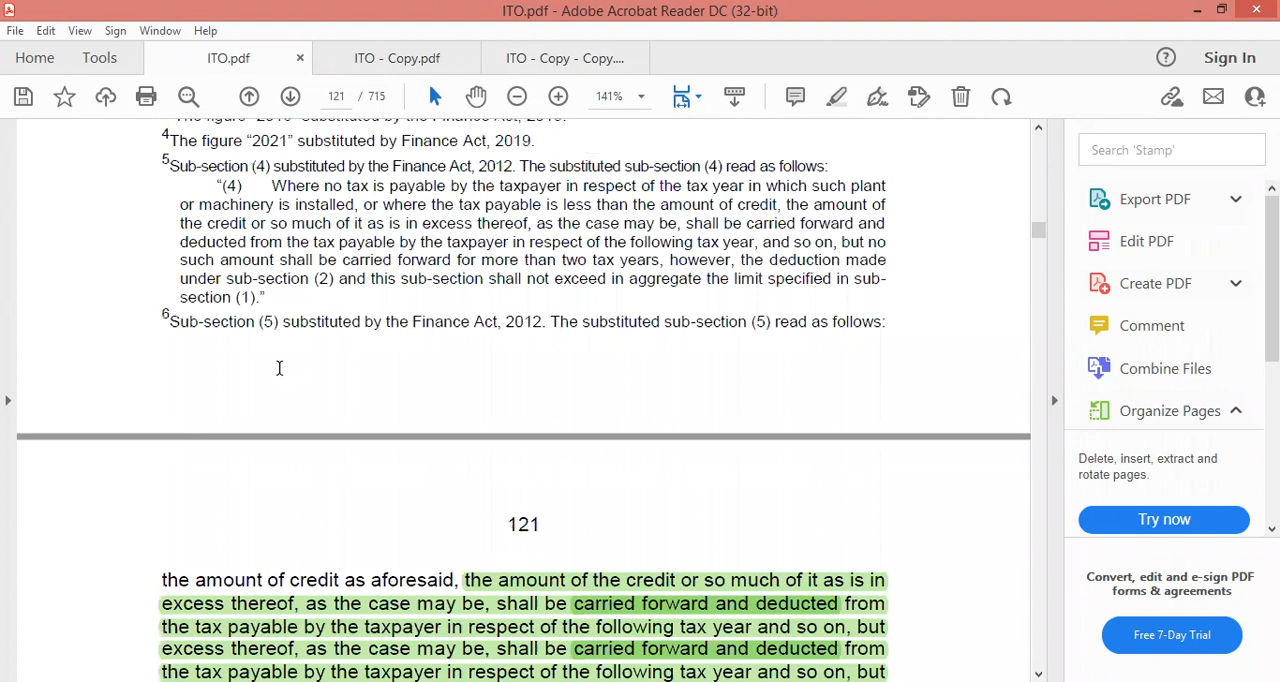 ITO.pdf - Adobe Acrobat Reader DC (32-bit)
File Edit View Sign Window Help
Home Tools ITO.pdf × ITO - Copy.pdf ITO - Copy - Copy.... ? Sign In
121 / 715 141%
4The figure “2021” substituted by Finance Act, 2019.
5Sub-section (4) substituted by the Finance Act, 2012. The substituted sub-section (4) read as follows:
“(4) Where no tax is payable by the taxpayer in respect of the tax year in which such plant
or machinery is installed, or where the tax payable is less than the amount of credit, the amount of
the credit or so much of it as is in excess thereof, as the case may be, shall be carried forward and
deducted from the tax payable by the taxpayer in respect of the following tax year, and so on, but no
such amount shall be carried forward for more than two tax years, however, the deduction made
under sub-section (2) and this sub-section shall not exceed in aggregate the limit specified in sub-
section (1).”
6Sub-section (5) substituted by the Finance Act, 2012. The substituted sub-section (5) read as follows:
121
the amount of credit as aforesaid, the amount of the credit or so much of it as is in
excess thereof, as the case may be, shall be carried forward and deducted from
the tax payable by the taxpayer in respect of the following tax year and so on, but
excess thereof, as the case may be, shall be carried forward and deducted from
the tax payable by the taxpayer in respect of the following tax year and so on, but
Search 'Stamp'
Export PDF
Edit PDF
Create PDF
Comment
Combine Files
Organize Pages
Delete, insert, extract and
rotate pages.
Try now
Convert, edit and e-sign PDF
forms & agreements
Free 7-Day Trial